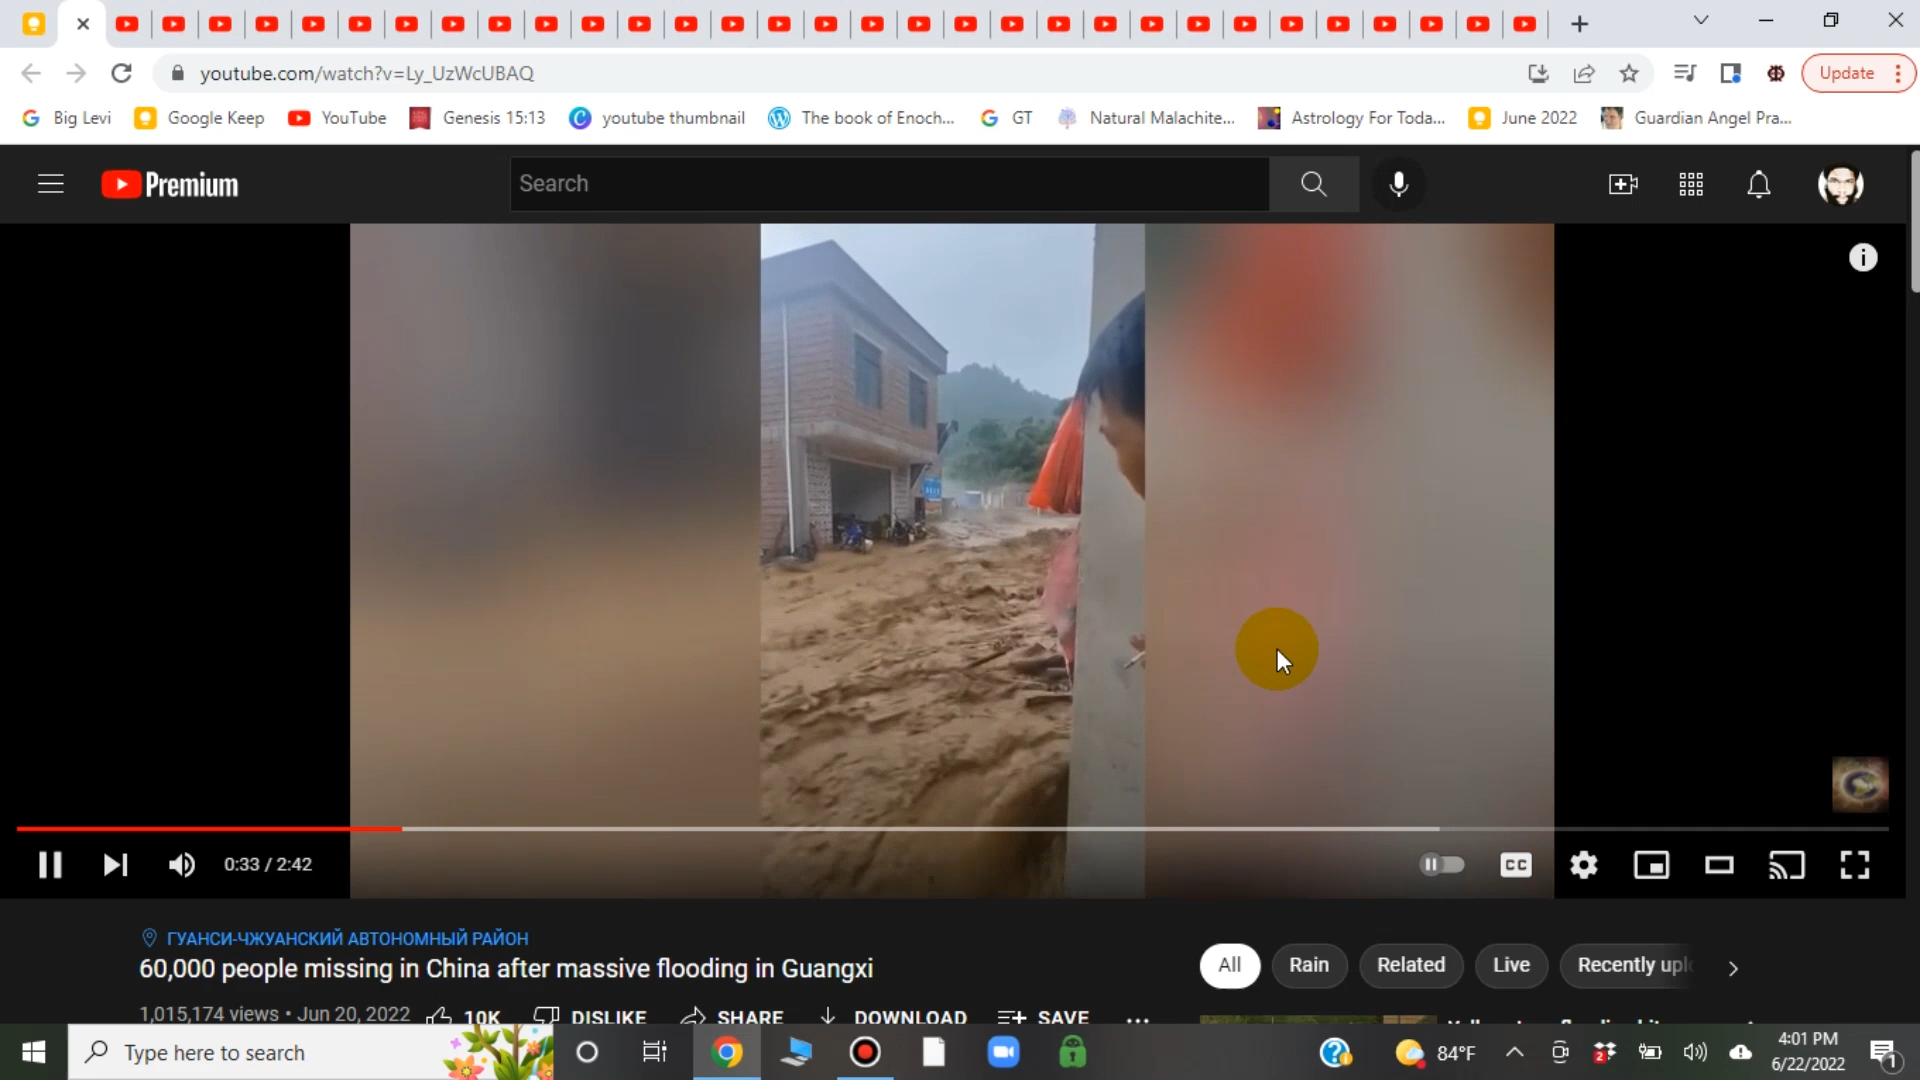 youtube.com/watch?v=Ly_UzWcUBAQ
Update
Big Levi
Google Keep
YouTube
Genesis 15:13
youtube thumbnail
The book of Enoch...
GT
Natural Malachite...
Astrology For Toda...
June 2022
Guardian Angel Pra...
Premium
Search
0:33 / 2:42
CC
ГУАНСИ-ЧЖУАНСКИЙ АВТОНОМНЫЙ РАЙОН
60,000 people missing in China after massive flooding in Guangxi
1,015,174 views • Jun 20, 2022
10K
DISLIKE
SHARE
DOWNLOAD
SAVE
All
Rain
Related
Live
Recently
Type here to search
84°F
4:01 PM
6/22/2022